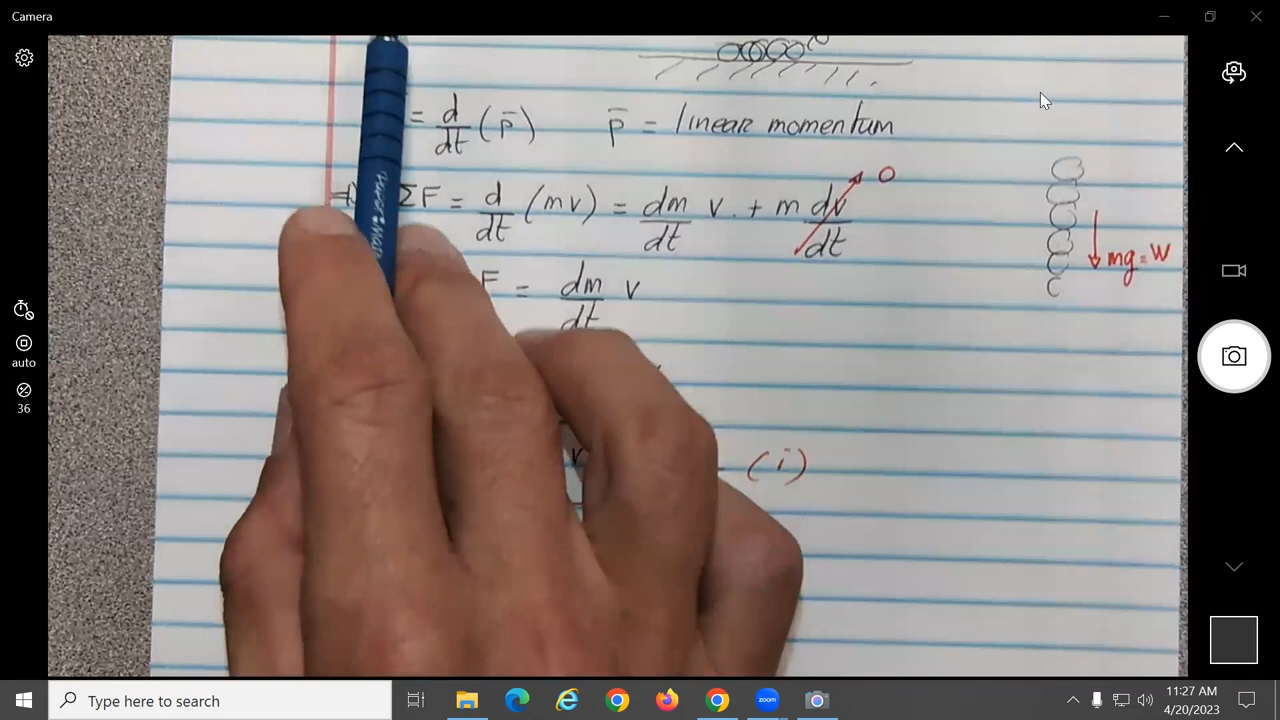 Camera
= d/dt (p̄)   p̄ = linear momentum
⇒ ΣF = d/dt (mv) = dm/dt v + m dv/dt 0
mg = W
F = dm/dt v
auto
36
v (i)
Type here to search
zoom
11:27 AM
4/20/2023